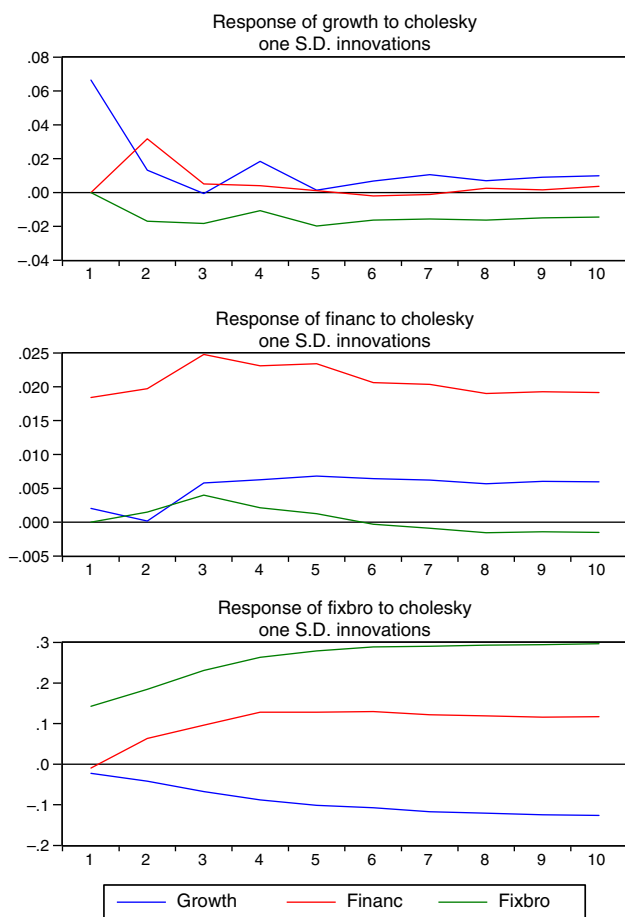 Response of growth to cholesky
one S.D. innovations
.08
.06
.04
.02
.00
−.02
−.04
1 2 3 4 5 6 7 8 9 10
Response of financ to cholesky
one S.D. innovations
.025
.020
.015
.010
.005
.000
−.005
1 2 3 4 5 6 7 8 9 10
Response of fixbro to cholesky
one S.D. innovations
.3
.2
.1
.0
−.1
−.2
1 2 3 4 5 6 7 8 9 10
Growth Financ Fixbro